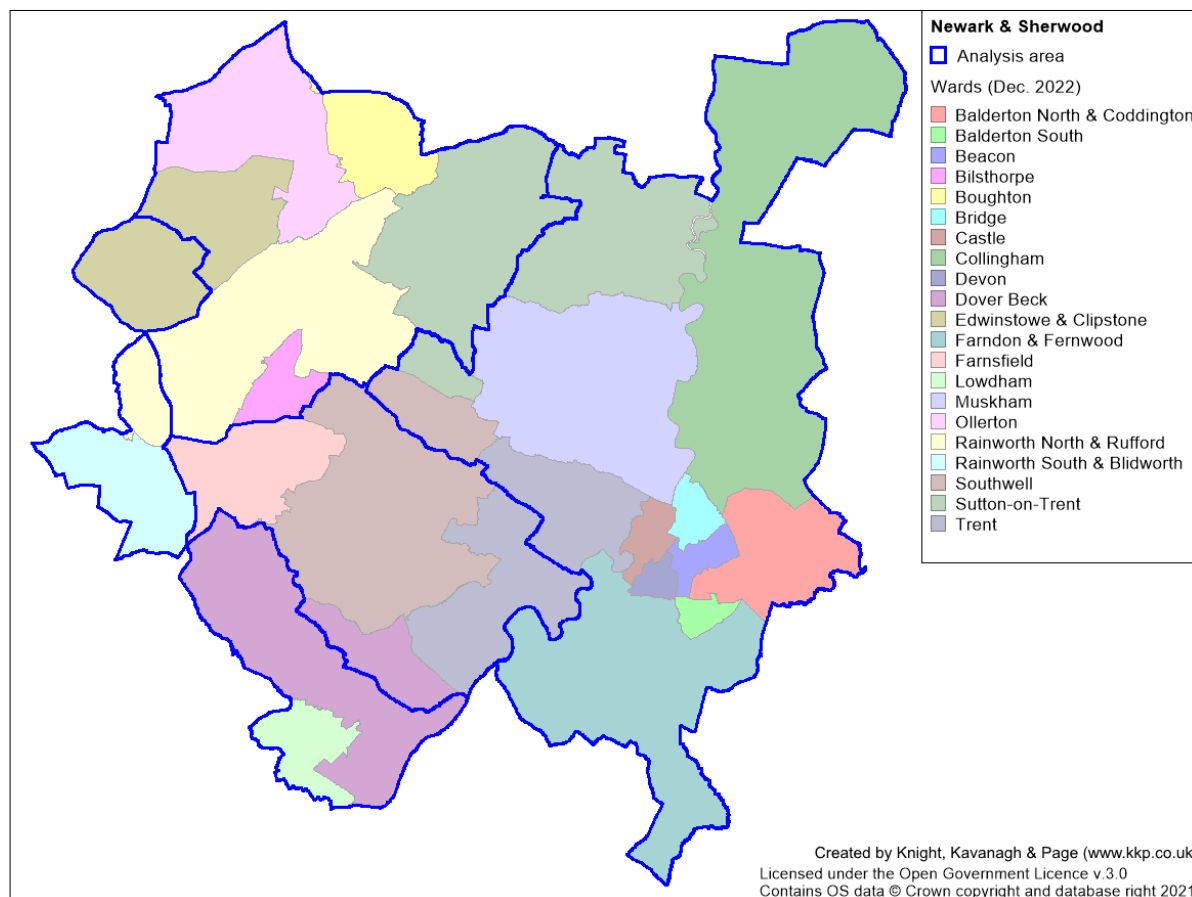 Newark & Sherwood
Analysis area
Wards (Dec. 2022)
Balderton North & Coddington
Balderton South
Beacon
Bilsthorpe
Boughton
Bridge
Castle
Collingham
Devon
Dover Beck
Edwinstowe & Clipstone
Farndon & Fernwood
Farnsfield
Lowdham
Muskham
Ollerton
Rainworth North & Rufford
Rainworth South & Blidworth
Southwell
Sutton-on-Trent
Trent
Created by Knight, Kavanagh & Page (www.kkp.co.uk
Licensed under the Open Government Licence v.3.0
Contains OS data © Crown copyright and database right 2021